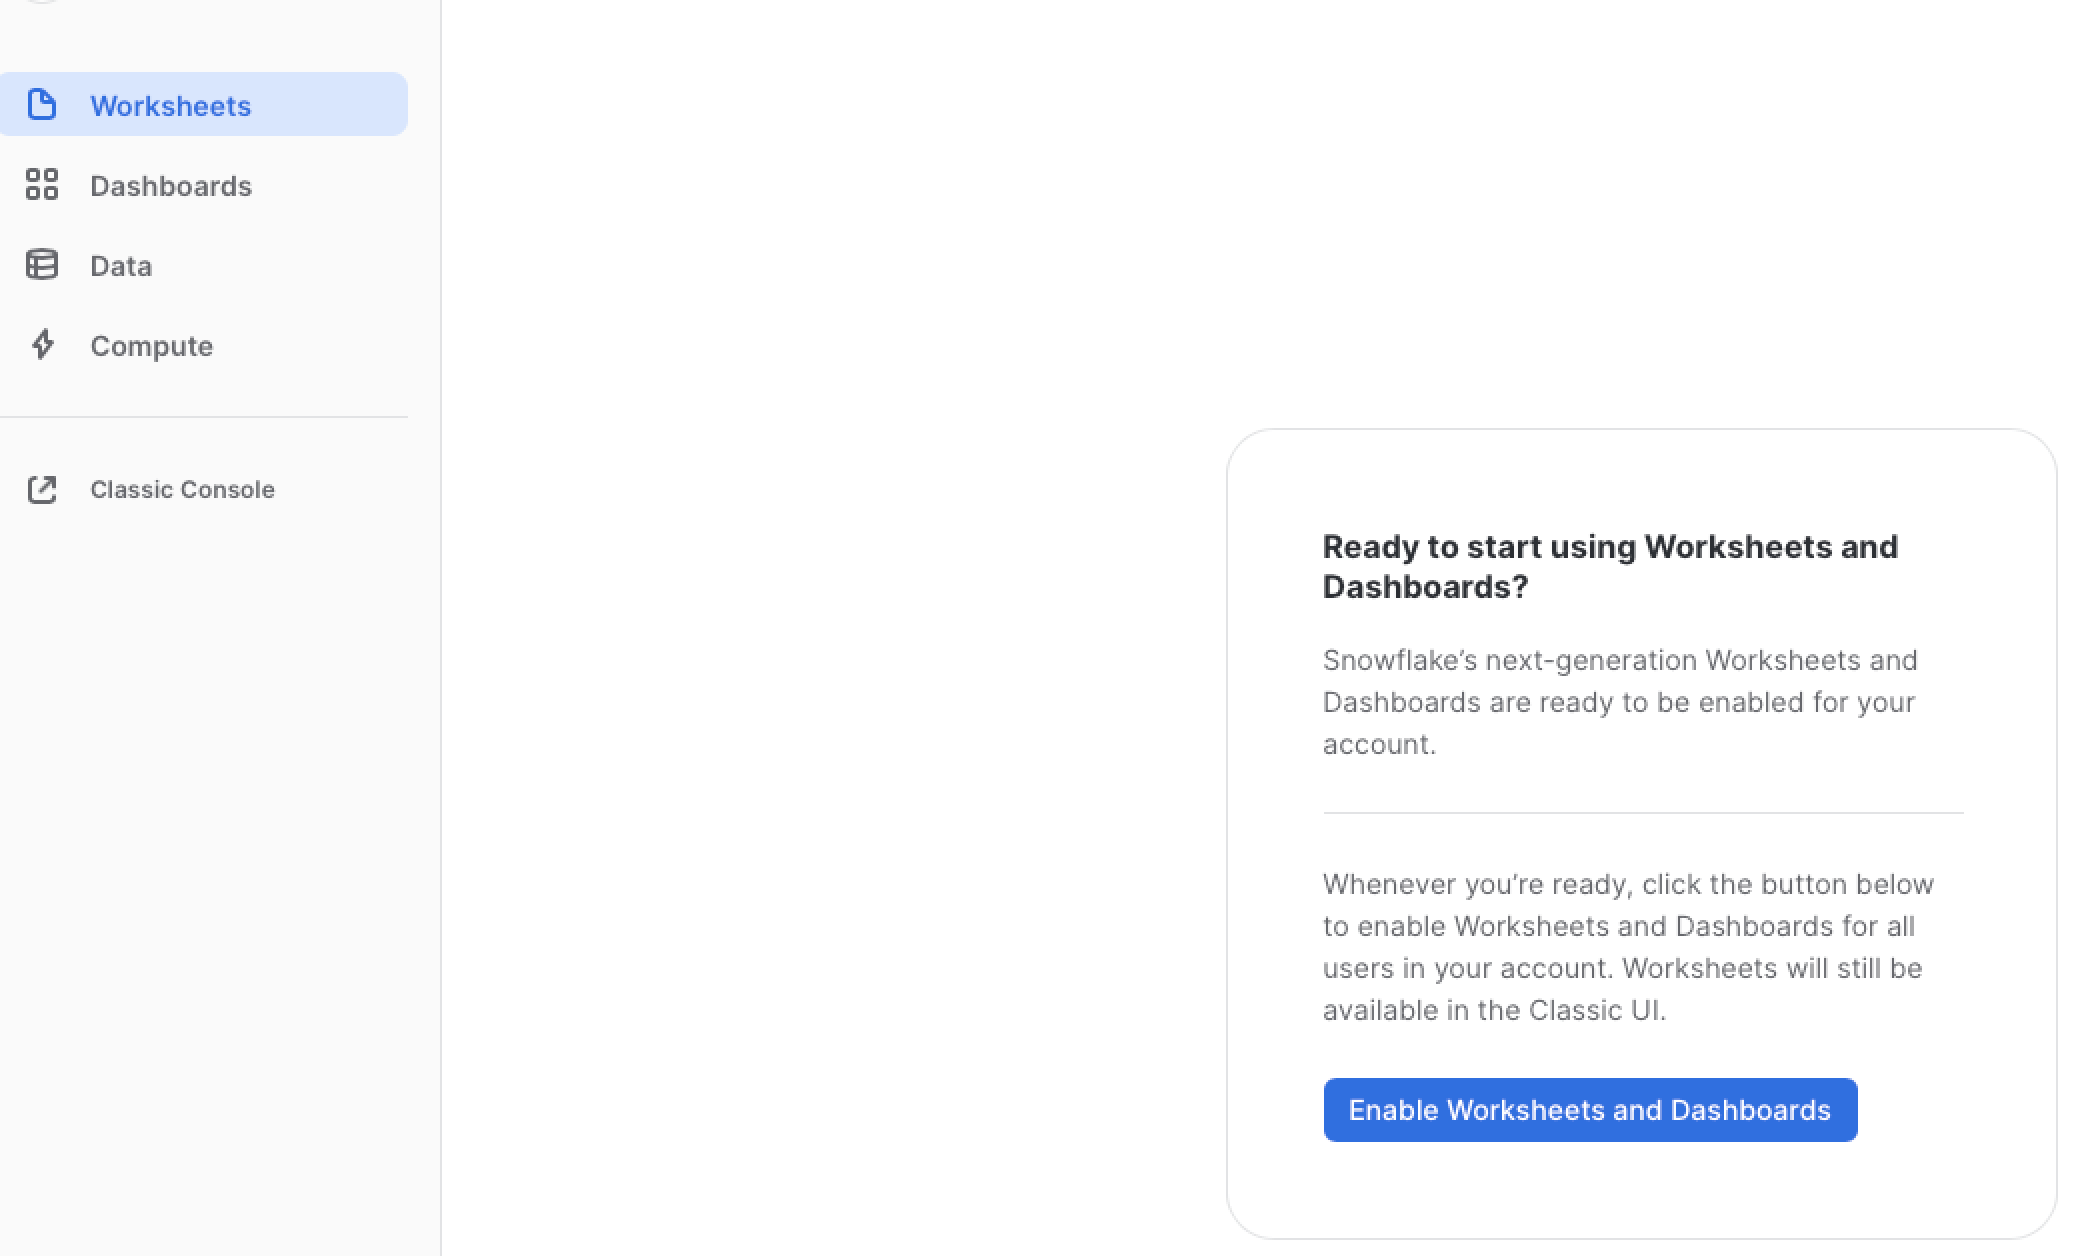 Worksheets
Dashboards
Data
Compute
Classic Console
Ready to start using Worksheets and
Dashboards?
Snowflake’s next-generation Worksheets and
Dashboards are ready to be enabled for your
account.
Whenever you’re ready, click the button below
to enable Worksheets and Dashboards for all
users in your account. Worksheets will still be
available in the Classic UI.
Enable Worksheets and Dashboards